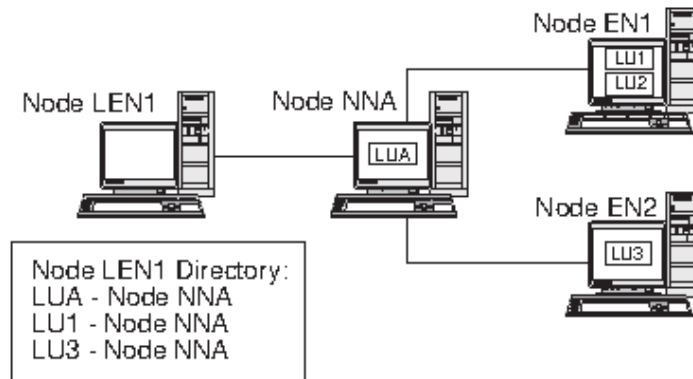 Node EN1
LU1
LU2
Node LEN1
Node NNA
LUA
Node EN2
LU3
Node LEN1 Directory:
LUA - Node NNA
LU1 - Node NNA
LU3 - Node NNA